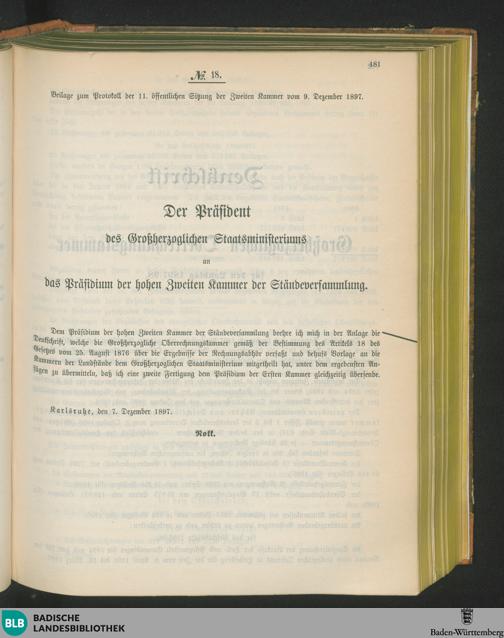 481
№ 18.
Beilage zum Protokoll der 11. öffentlichen Sitzung der Zweiten Kammer vom 9. Dezember 1897.
Der Präsident
des Großherzoglichen Staatsministeriums
an
das Präsidium der hohen Zweiten Kammer der Ständeversammlung.
Dem Präsidium der hohen Zweiten Kammer der Ständeversammlung beehre ich mich in der Anlage die
Denkschrift, welche die Großherzogliche Oberrechnungskammer gemäß der Bestimmung des Artikels 18 des
Gesetzes vom 25. August 1876 über die Ergebnisse der Rechnungsabhör verfaßt und behufs Vorlage an die
Kammern der Landstände dem Großherzoglichen Staatsministerium mitgetheilt hat, unter dem ergebensten An-
fügen zu übermitteln, daß ich eine zweite Fertigung dem Präsidium der Ersten Kammer gleichzeitig übersende.
Karlsruhe, den 7. Dezember 1897.
Nokk.
BLB BADISCHE
LANDESBIBLIOTHEK
Baden-Württemberg